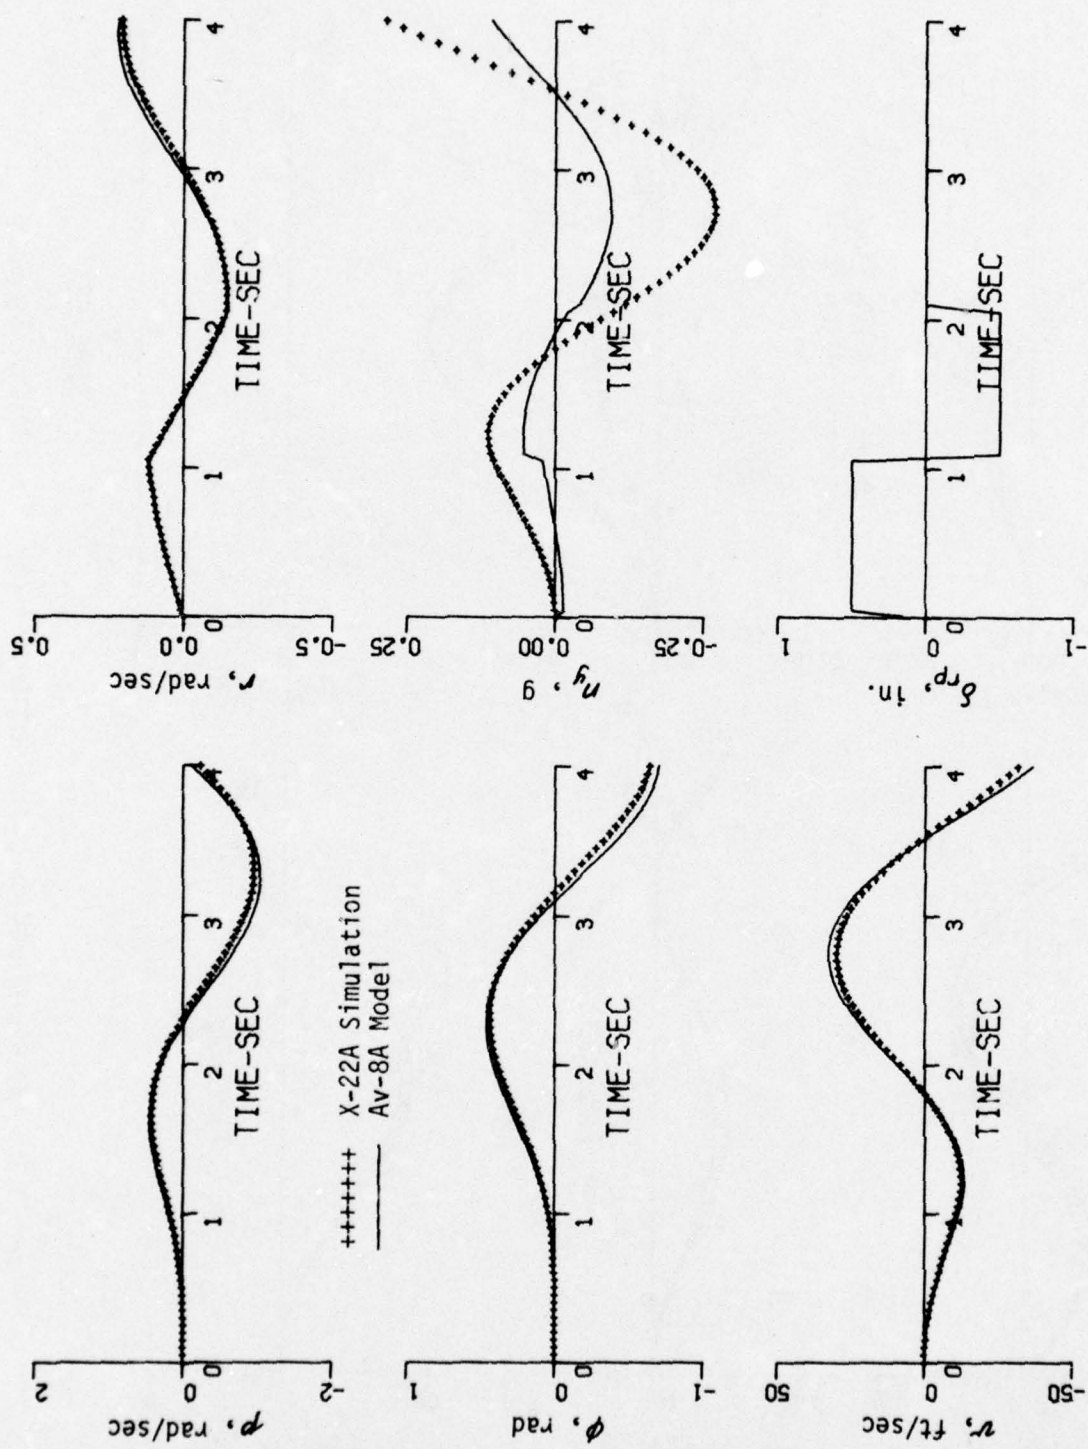 p, rad/sec
2
0
-2
0 1 2 3 4
TIME-SEC
+++++++ X-22A Simulation
Av-8A Model
φ, rad
1
0
-1
0 1 2 3 4
TIME-SEC
v, ft/sec
50
0
-50
0 1 2 3 4
TIME-SEC
r, rad/sec
0.5
0.0
-0.5
0 1 2 3 4
TIME-SEC
n_y, g
0.25
0.00
-0.25
0 1 2 3 4
TIME-SEC
δ_rp, in.
1
0
-1
0 1 2 3 4
TIME-SEC